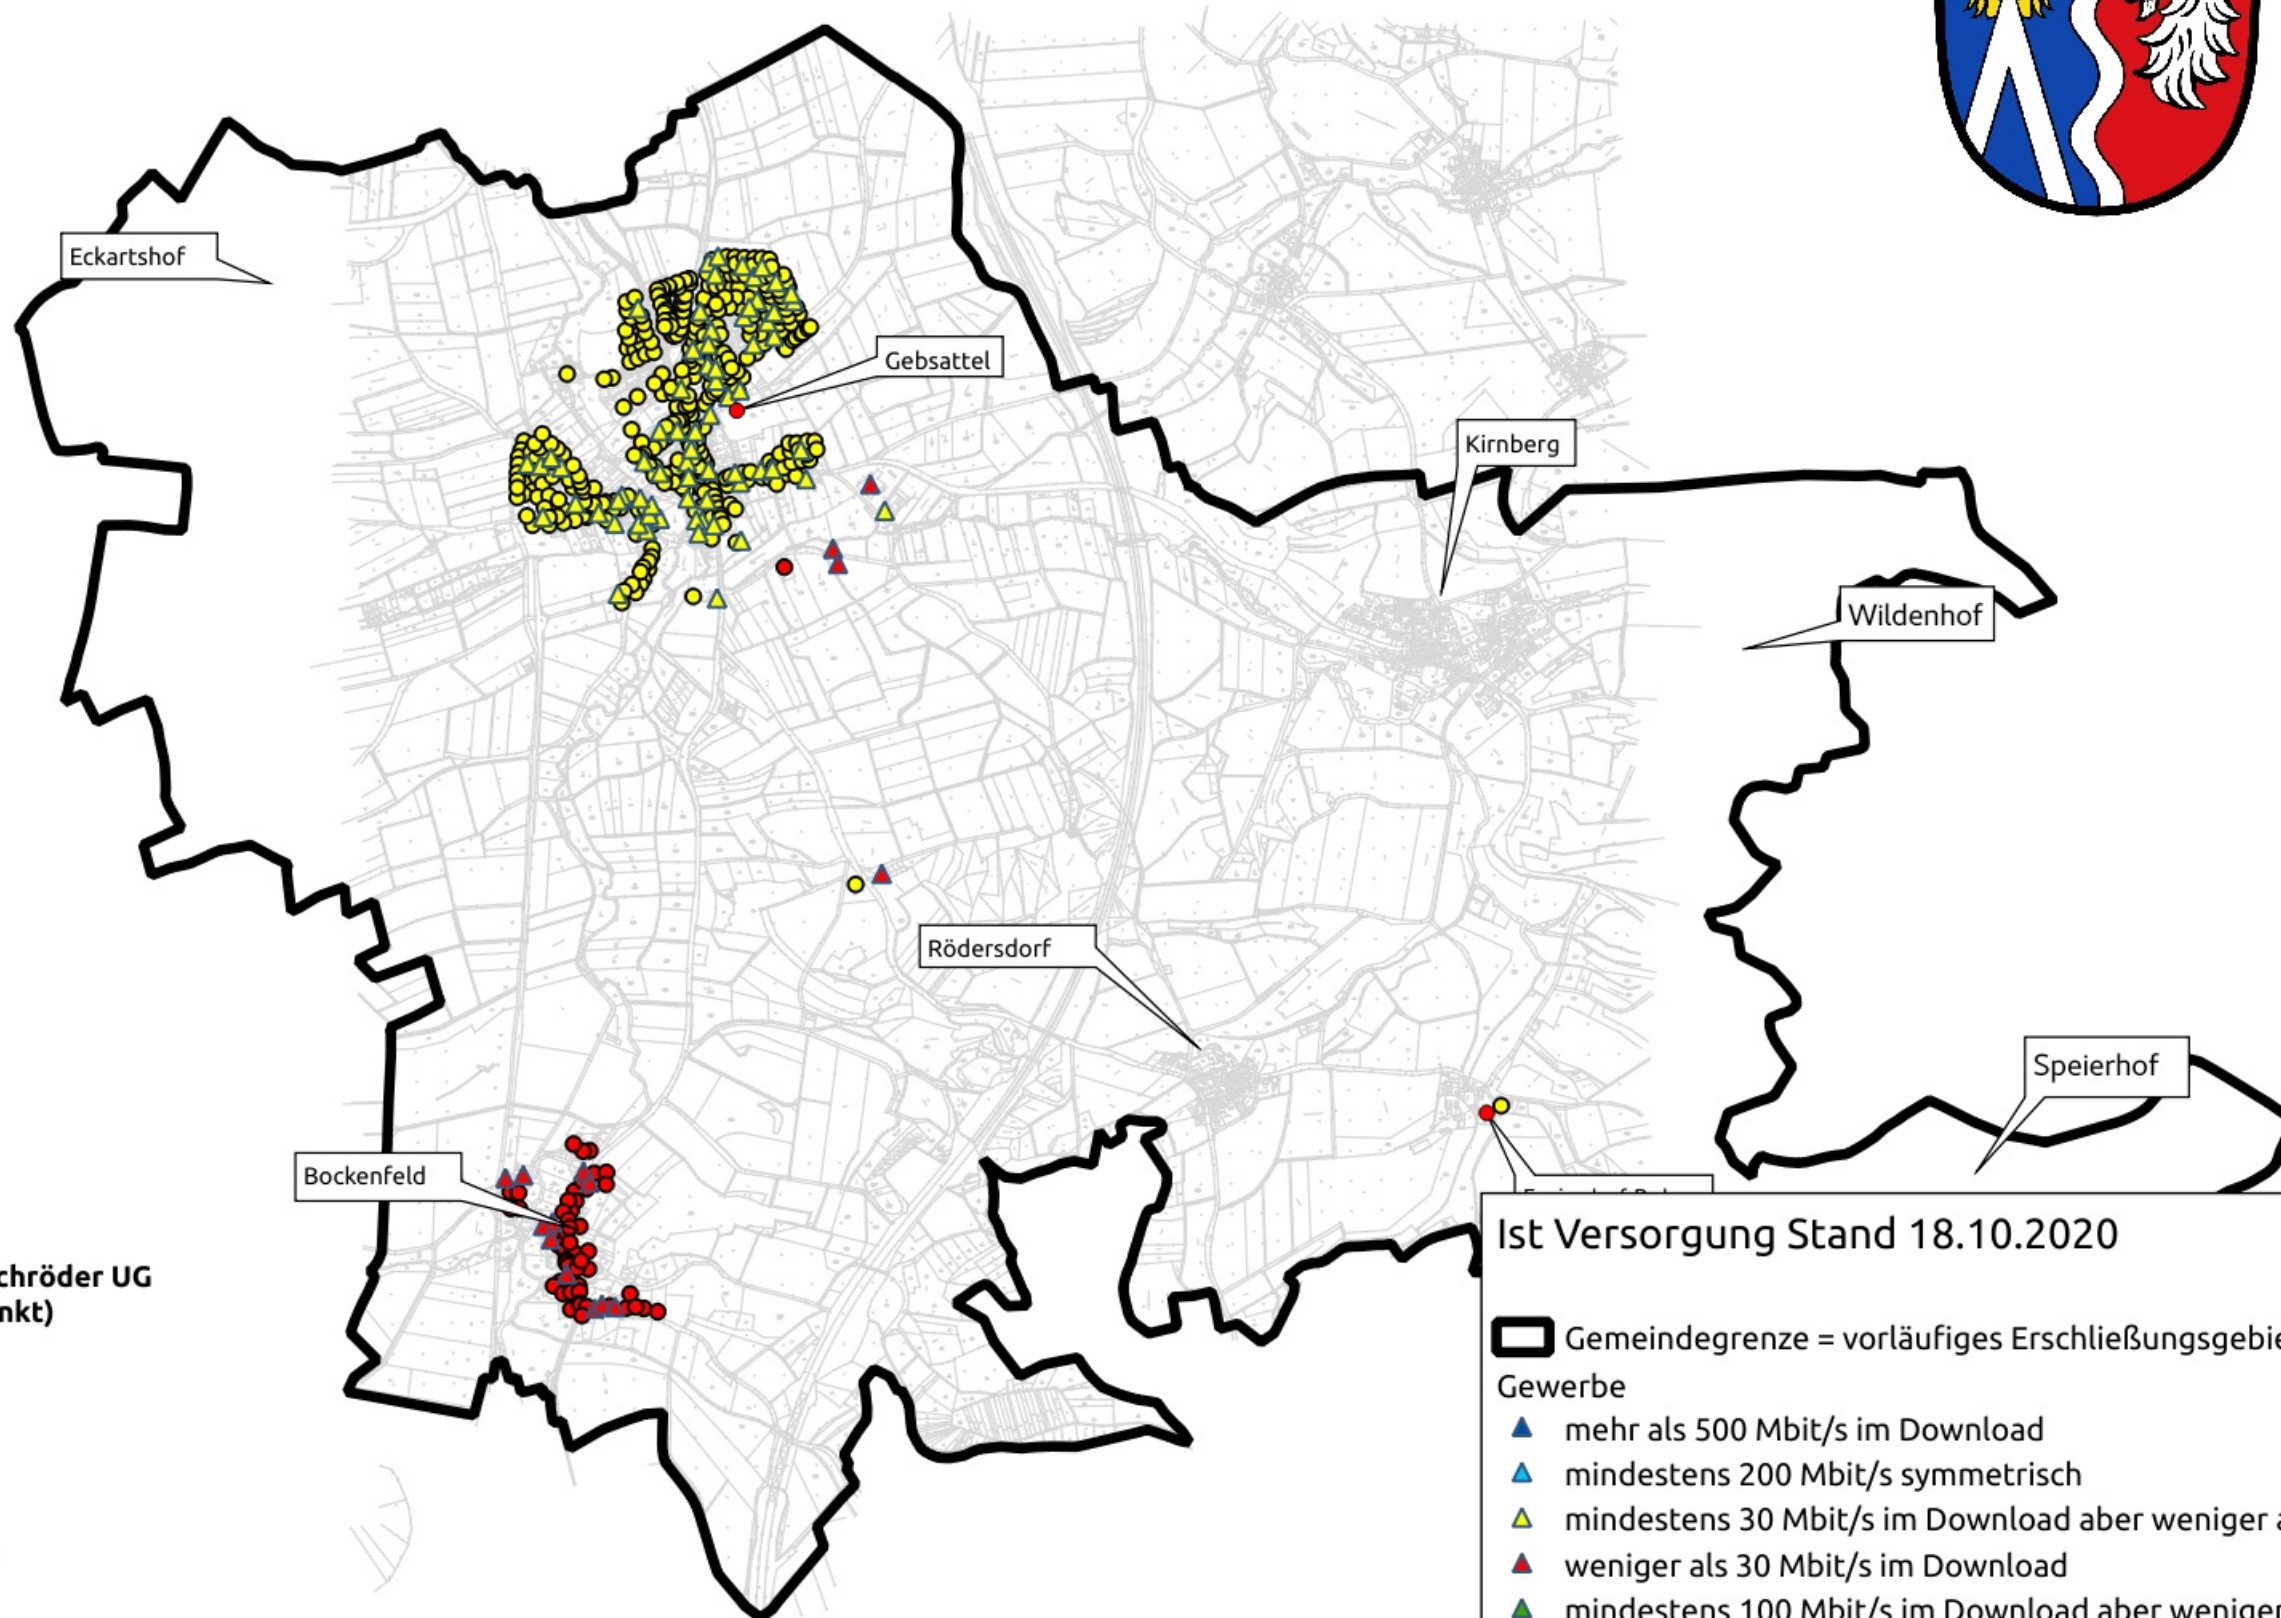 Eckartshof
Gebsattel
Kirnberg
Wildenhof
Rödersdorf
Speierhof
Bockenfeld
chröder UG
nkt)
Ist Versorgung Stand 18.10.2020
Gemeindegrenze = vorläufiges Erschließungsgebie
Gewerbe
mehr als 500 Mbit/s im Download
mindestens 200 Mbit/s symmetrisch
mindestens 30 Mbit/s im Download aber weniger a
weniger als 30 Mbit/s im Download
mindestens 100 Mbit/s im Download aber weniger